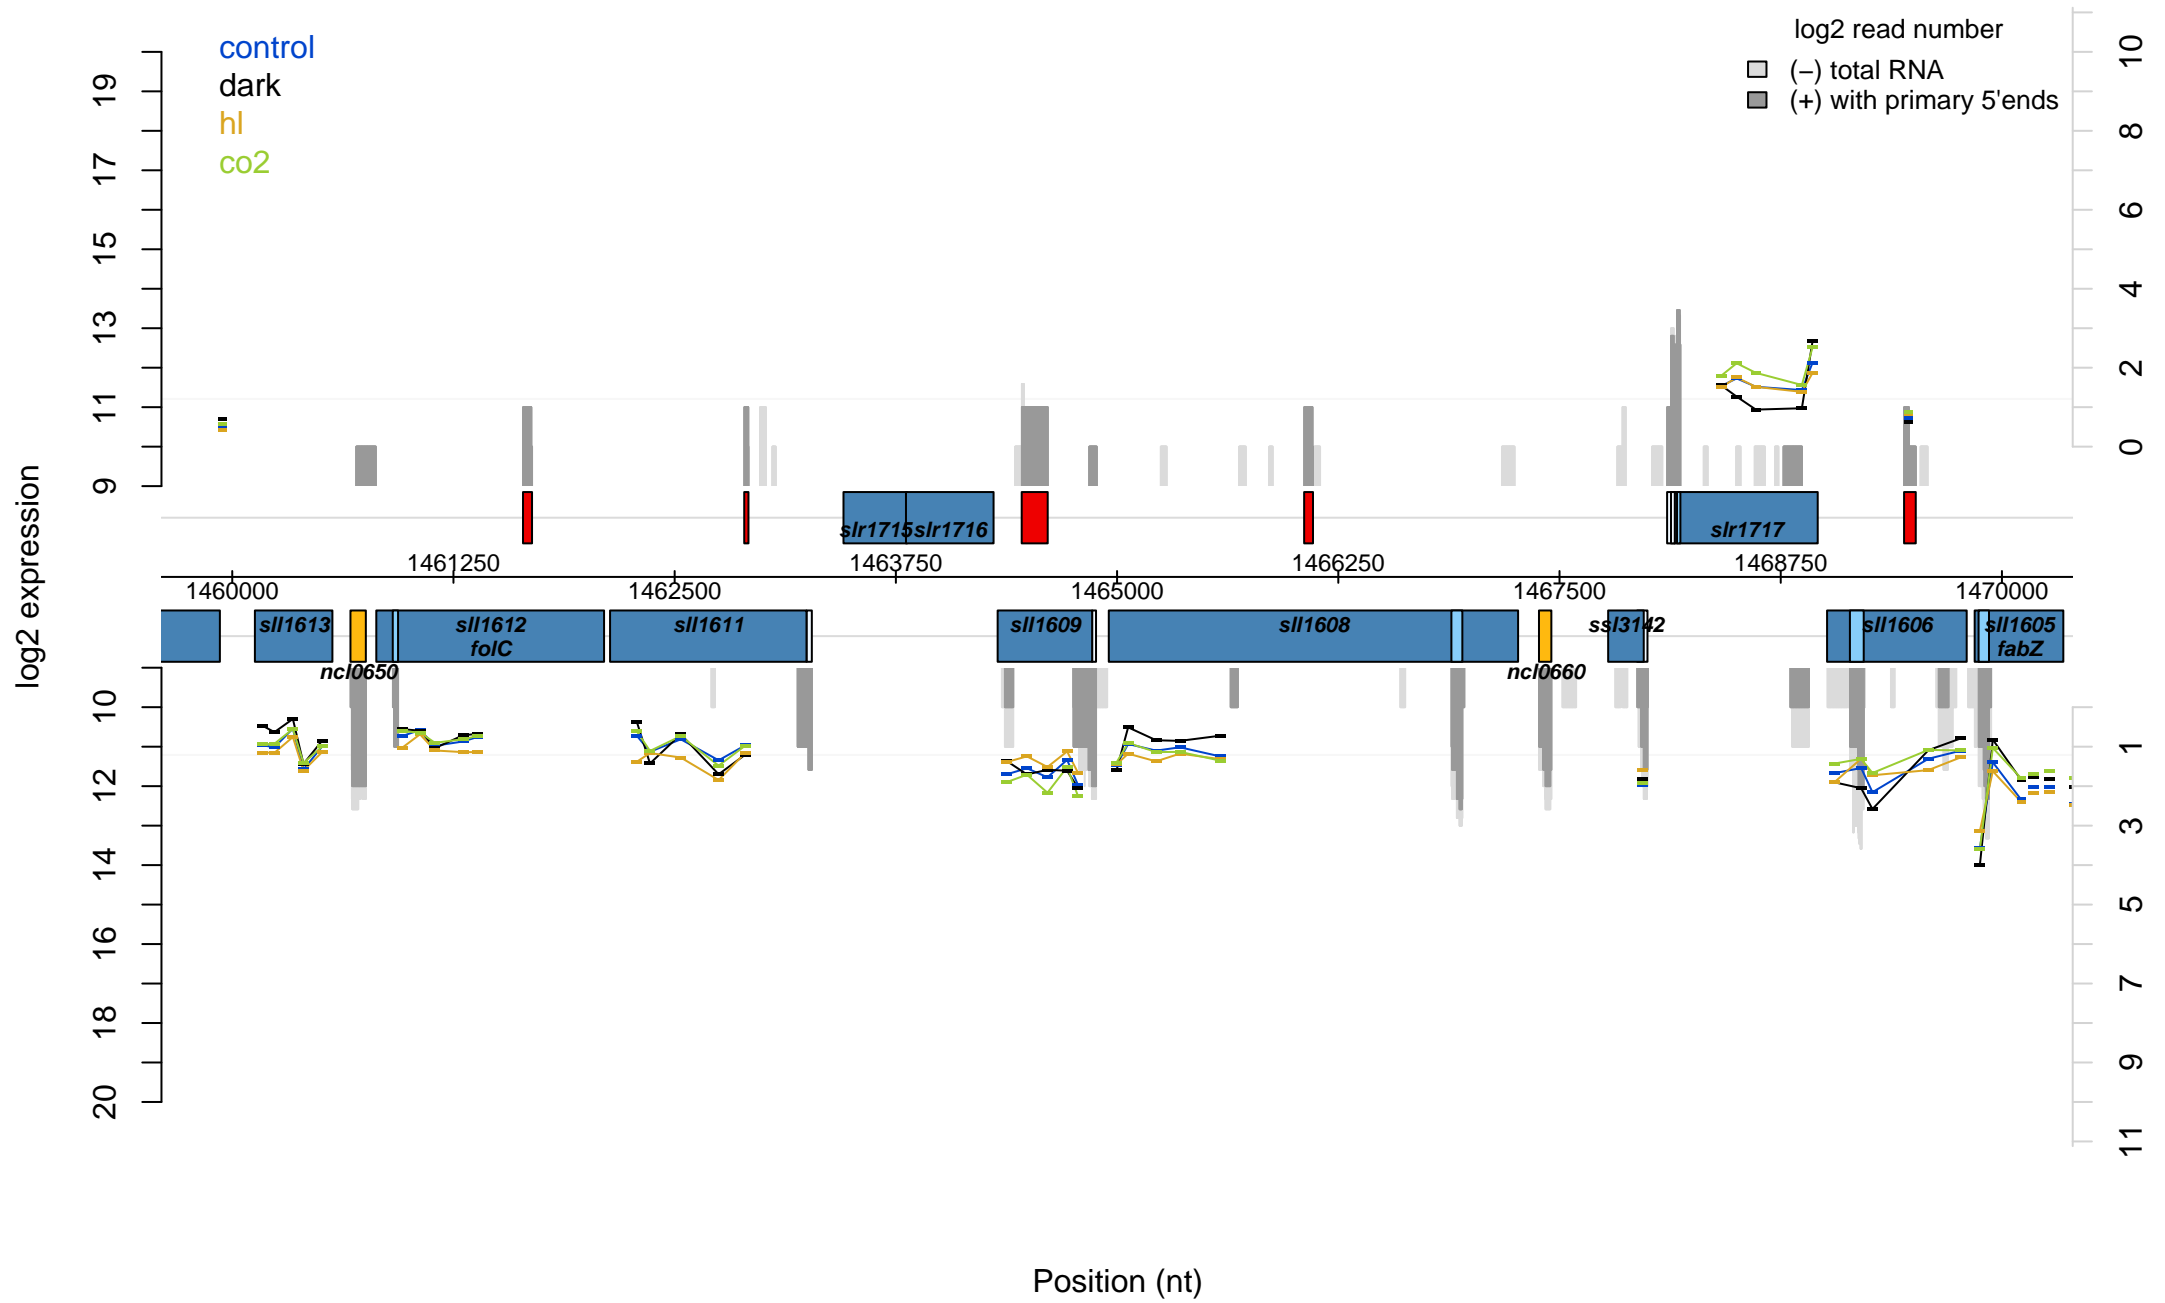 control
dark
hl
co2
log2 read number
(−) total RNA
(+) with primary 5'ends
19
17
15
13
11
9
10
8
6
4
2
0
log2 expression
slr1715
slr1716
slr1717
1461250
1463750
1466250
1468750
1460000
1462500
1465000
1467500
1470000
sll1613
sll1612
folC
sll1611
sll1609
sll1608
ssl3142
sll1606
sll1605
fabZ
ncl0650
ncl0660
10
12
14
16
18
20
1
3
5
7
9
11
Position (nt)